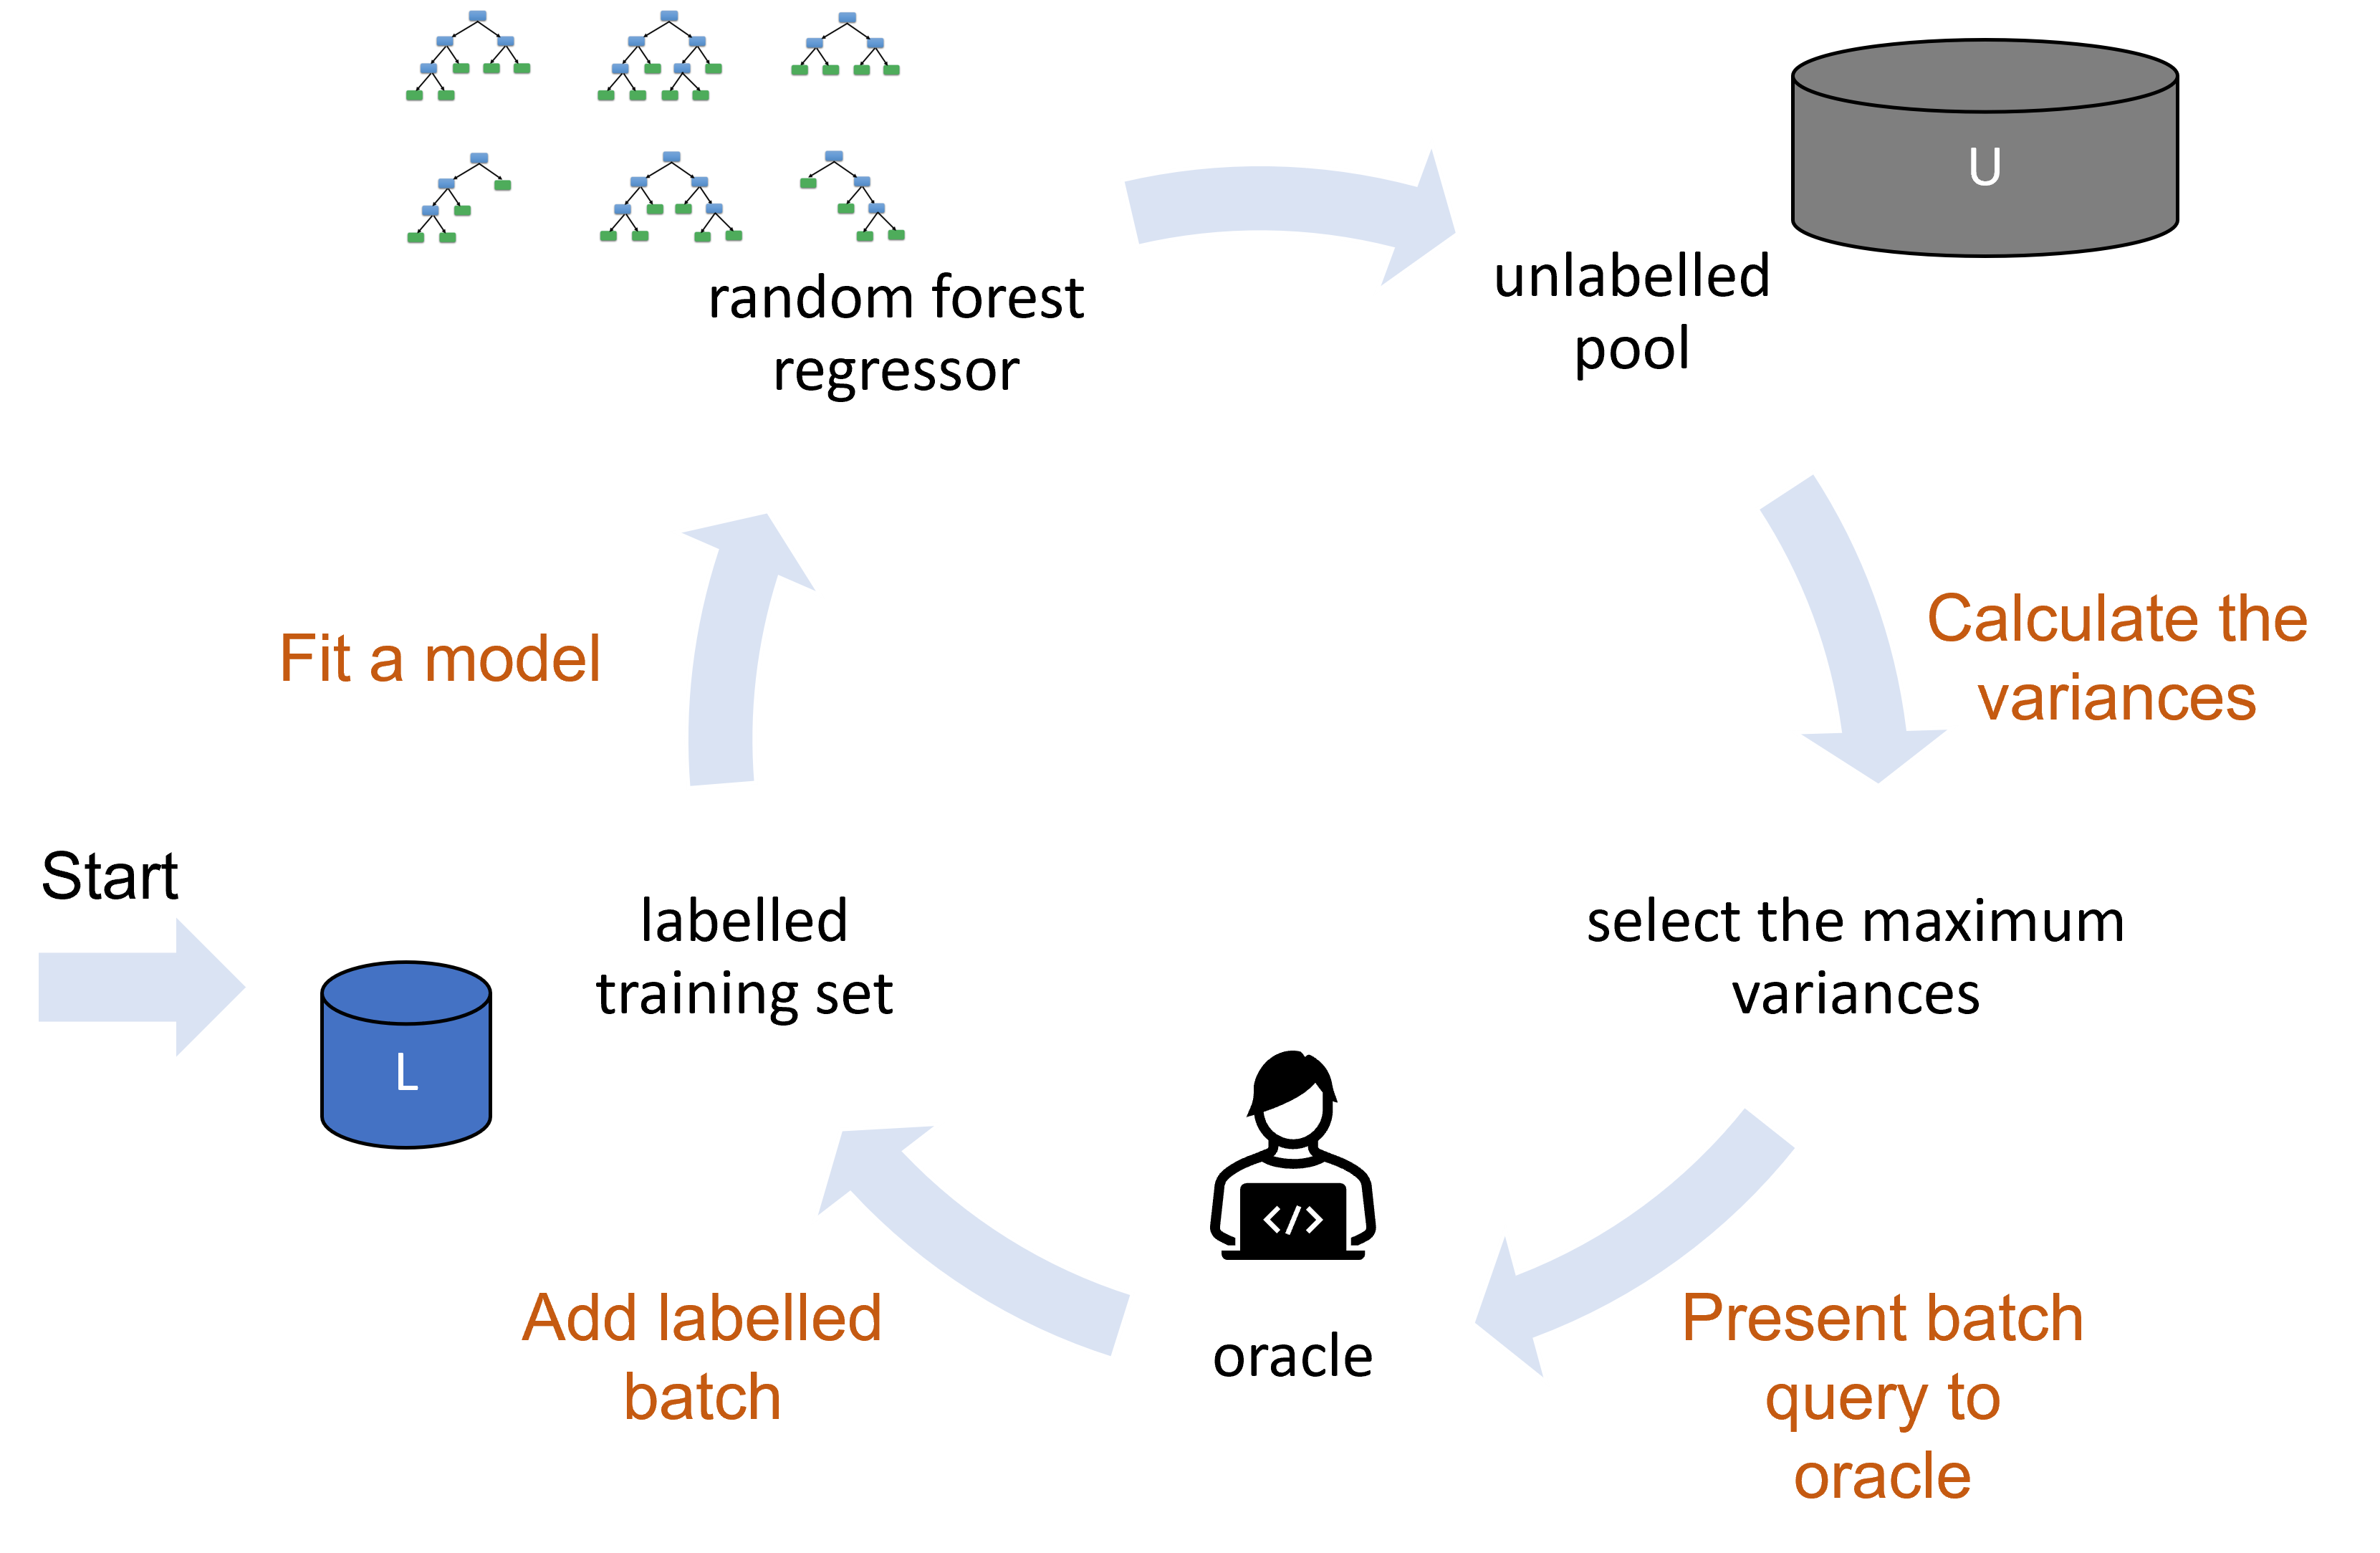 U
unlabelled
pool
random forest
regressor
Calculate the
variances
Fit a model
Start
labelled
training set
L
select the maximum
variances
</>
oracle
Add labelled
batch
Present batch
query to
oracle